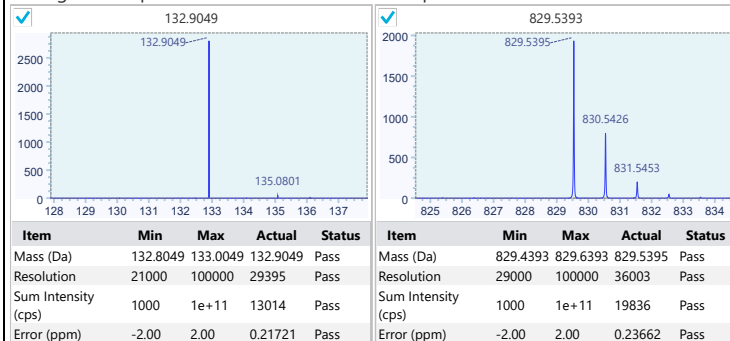 132.9049
132.9049
2500
2000
1500
1000
500
0
135.0801
128 129 130 131 132 133 134 135 136 137
Item Min Max Actual Status
Mass (Da) 132.8049 133.0049 132.9049 Pass
Resolution 21000 100000 29395 Pass
Sum Intensity
(cps) 1000 1e+11 13014 Pass
Error (ppm) -2.00 2.00 0.21721 Pass
829.5393
2000
829.5395
1500
1000
830.5426
500
831.5453
0
825 826 827 828 829 830 831 832 833 834
Item Min Max Actual Status
Mass (Da) 829.4393 829.6393 829.5395 Pass
Resolution 29000 100000 36003 Pass
Sum Intensity
(cps) 1000 1e+11 19836 Pass
Error (ppm) -2.00 2.00 0.23662 Pass